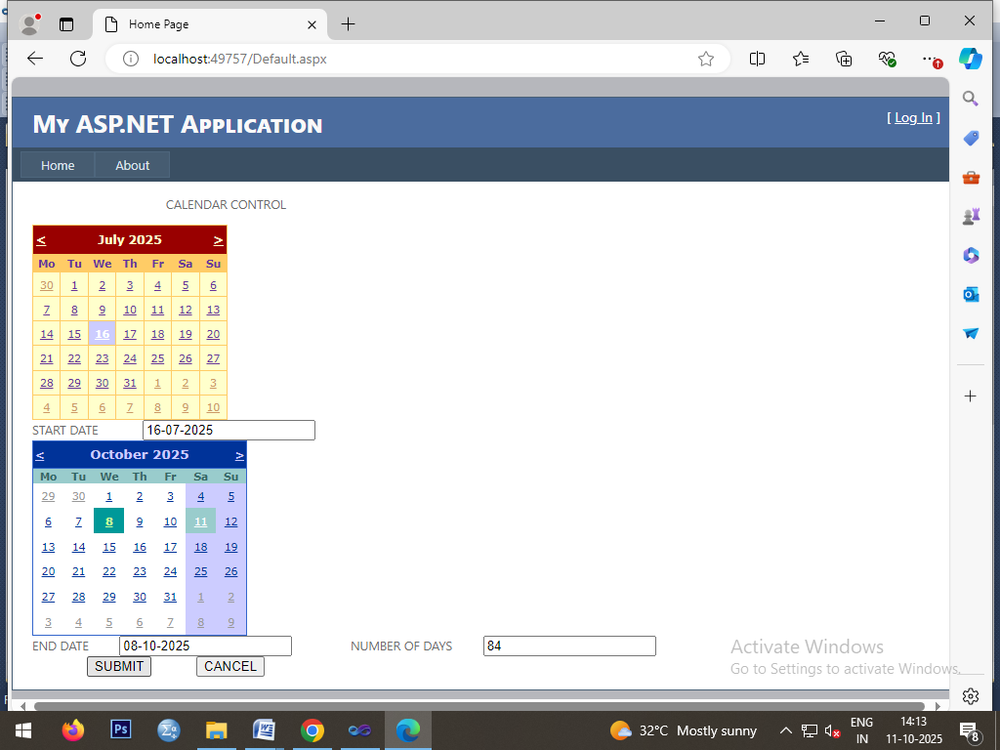 Home Page
localhost:49757/Default.aspx
My ASP.NET Application
[ Log In ]
Home About
CALENDAR CONTROL
< July 2025 >
Mo Tu We Th Fr Sa Su
30 1 2 3 4 5 6
7 8 9 10 11 12 13
14 15 16 17 18 19 20
21 22 23 24 25 26 27
28 29 30 31 1 2 3
4 5 6 7 8 9 10
START DATE 16-07-2025
< October 2025 >
Mo Tu We Th Fr Sa Su
29 30 1 2 3 4 5
6 7 8 9 10 11 12
13 14 15 16 17 18 19
20 21 22 23 24 25 26
27 28 29 30 31 1 2
3 4 5 6 7 8 9
END DATE 08-10-2025 NUMBER OF DAYS 84
SUBMIT CANCEL
Activate Windows
Go to Settings to activate Windows.
Ps
32°C Mostly sunny
ENG
IN
14:13
11-10-2025
8